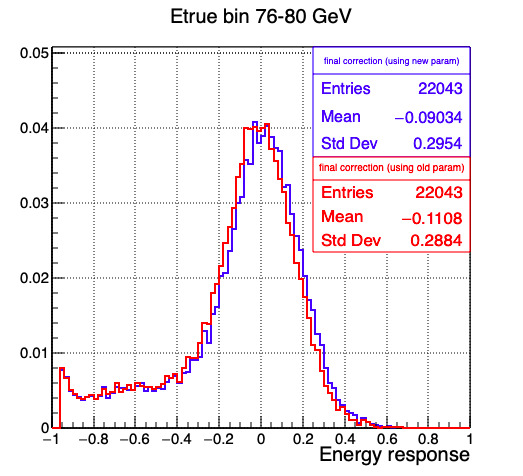 Etrue bin 76-80 GeV
final correction (using new param)
Entries 22043
Mean −0.09034
Std Dev 0.2954
final correction (using old param)
Entries 22043
Mean −0.1108
Std Dev 0.2884
0.05
0.04
0.03
0.02
0.01
0
−1 −0.8 −0.6 −0.4 −0.2 0 0.2 0.4 0.6 0.8 1
Energy response